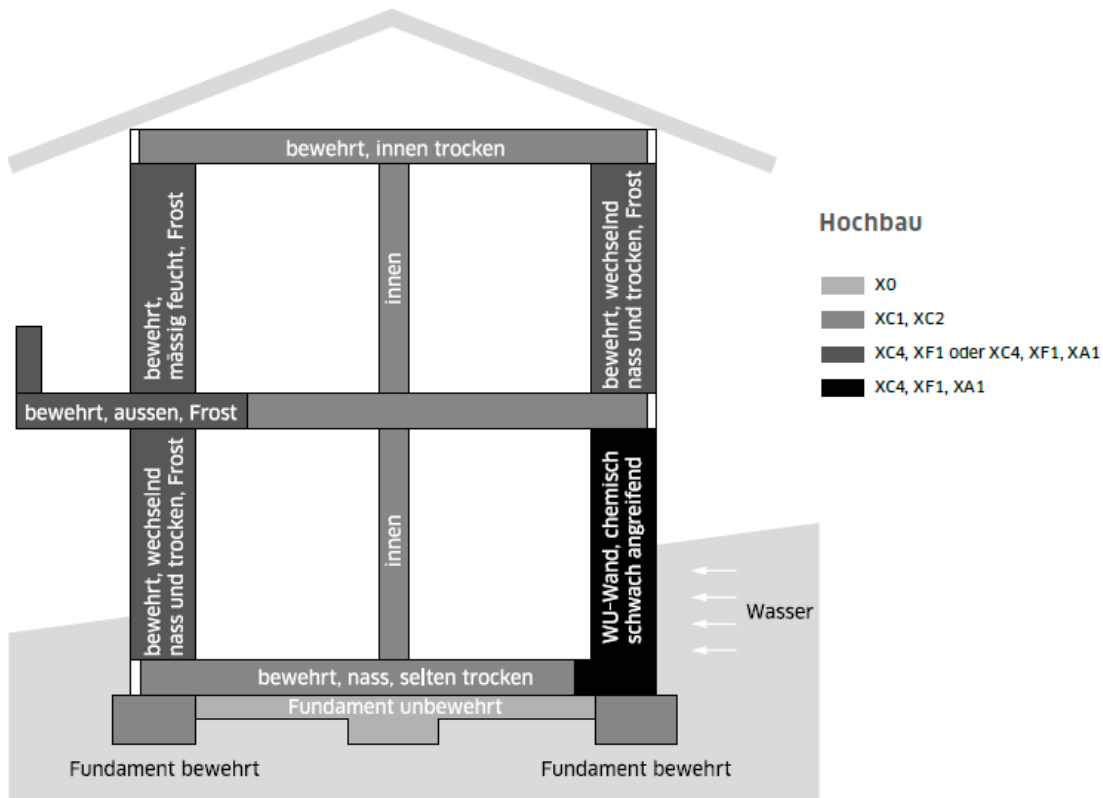 bewehrt, innen trocken
bewehrt,
mässig feucht, Frost
innen
bewehrt, wechselnd
nass und trocken, Frost
Hochbau
X0
XC1, XC2
XC4, XF1 oder XC4, XF1, XA1
XC4, XF1, XA1
bewehrt, aussen, Frost
bewehrt, wechselnd
nass und trocken, Frost
innen
WU-Wand, chemisch
schwach angreifend
Wasser
bewehrt, nass, selten trocken
Fundament unbewehrt
Fundament bewehrt
Fundament bewehrt